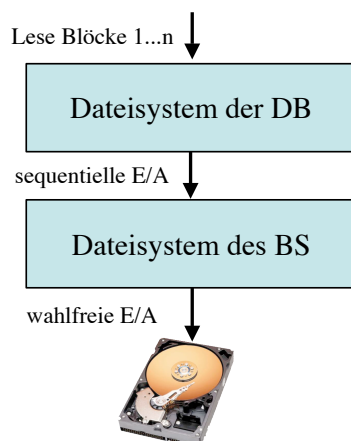 Lese Blöcke 1...n
Dateisystem der DB
sequentielle E/A
Dateisystem des BS
wahlfreie E/A